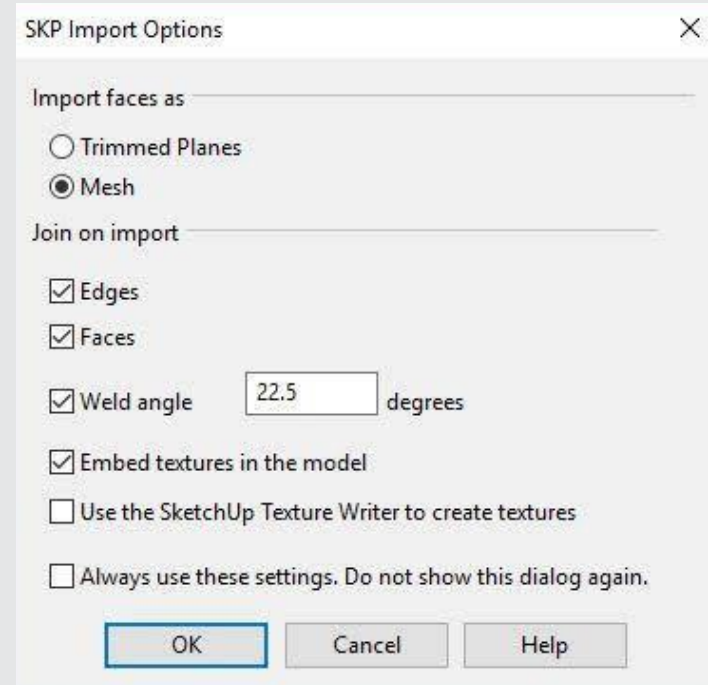 SKP Import Options
Import faces as
Trimmed Planes
Mesh
Join on import
Edges
Faces
Weld angle 22.5 degrees
Embed textures in the model
Use the SketchUp Texture Writer to create textures
Always use these settings. Do not show this dialog again.
OK Cancel Help